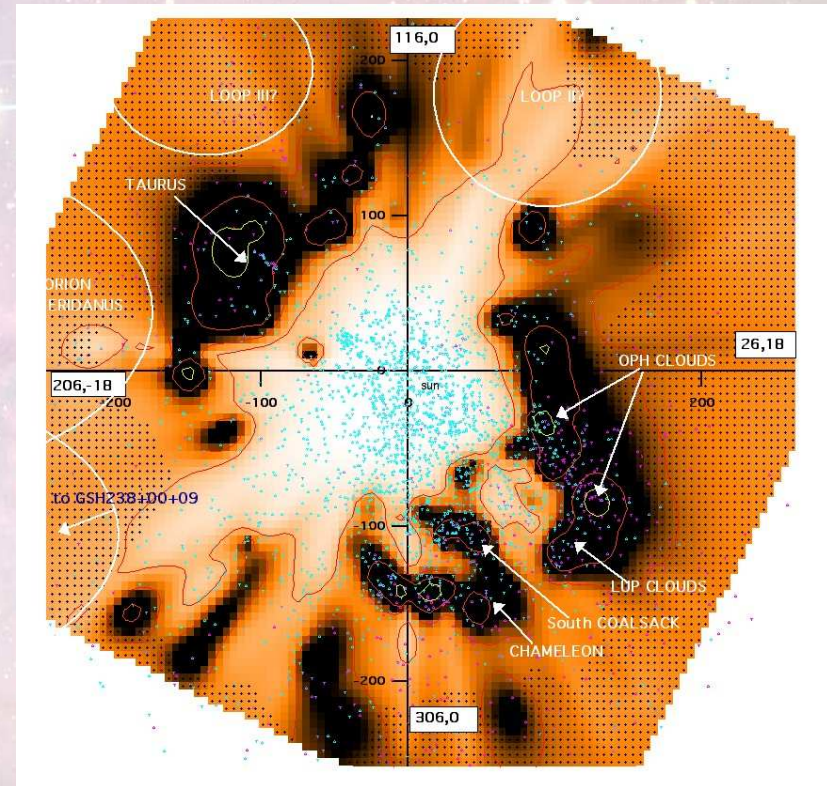 116,0
200
LOOP III?
LOOP II?
TAURUS
100
ORION
ERIDANUS
OPH CLOUDS
26,18
206,-18
-200
-100
0
sun
200
to GSH238+00+09
-100
LUP CLOUDS
South COALSACK
CHAMELEON
-200
306,0